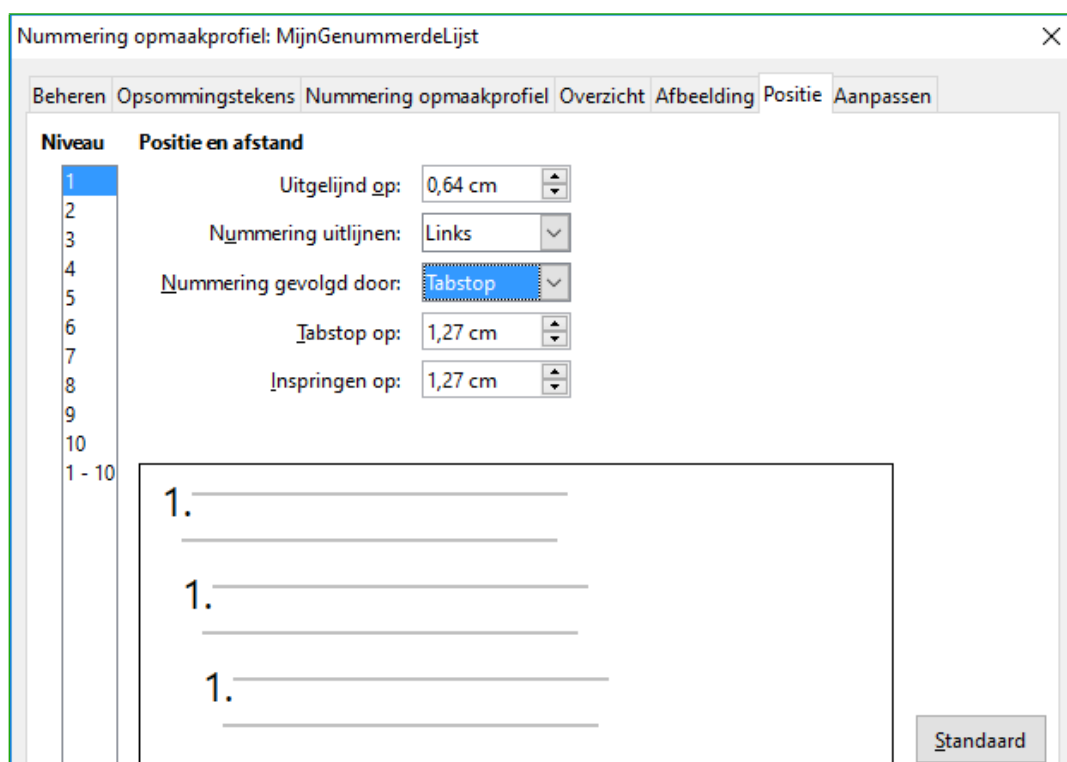 Nummering opmaakprofiel: MijnGenummerdeLijst
Beheren Opsommingstekens Nummering opmaakprofiel Overzicht Afbeelding Positie Aanpassen
Niveau Positie en afstand
1 Uitgelijnd op: 0,64 cm
2
3 Nummering uitlijnen: Links
4
5 Nummering gevolgd door: Tabstop
6 Tabstop op: 1,27 cm
7
8 Inspringen op: 1,27 cm
9
10
1 - 10
1.
1.
1.
Standaard